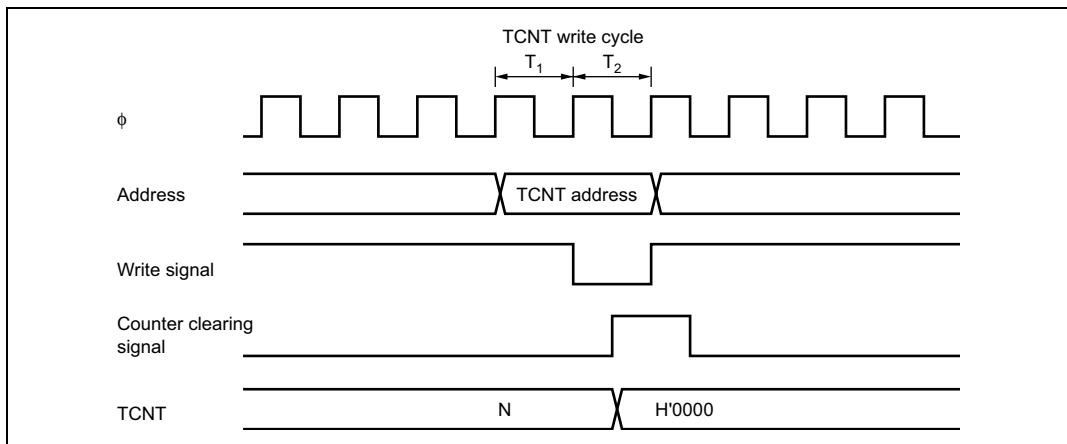 TCNT write cycle
T1 T2
ϕ
Address
TCNT address
Write signal
Counter clearing
signal
TCNT
N
H'0000